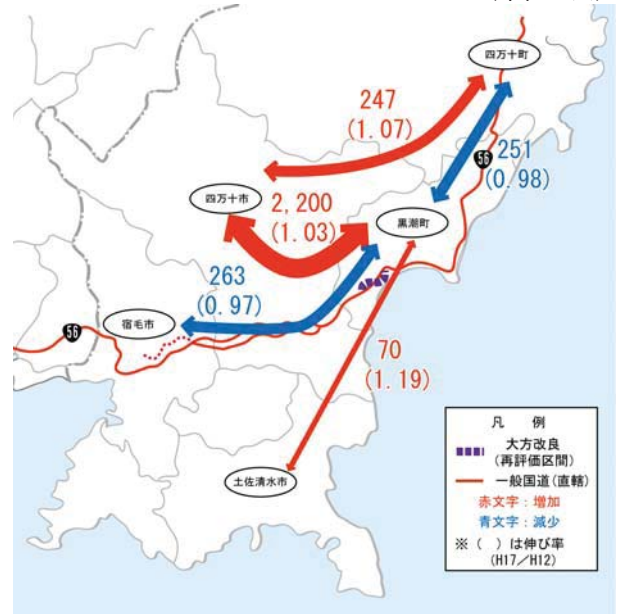 四万十町
247
(1.07)
56
251
(0.98)
四万十市
2,200
(1.03)
黒潮町
263
(0.97)
宿毛市
56
70
(1.19)
土佐清水市
凡 例
大方改良
(再評価区間)
一般国道(直轄)
赤文字:増加
青文字:減少
※( )は伸び率
(H17/H12)